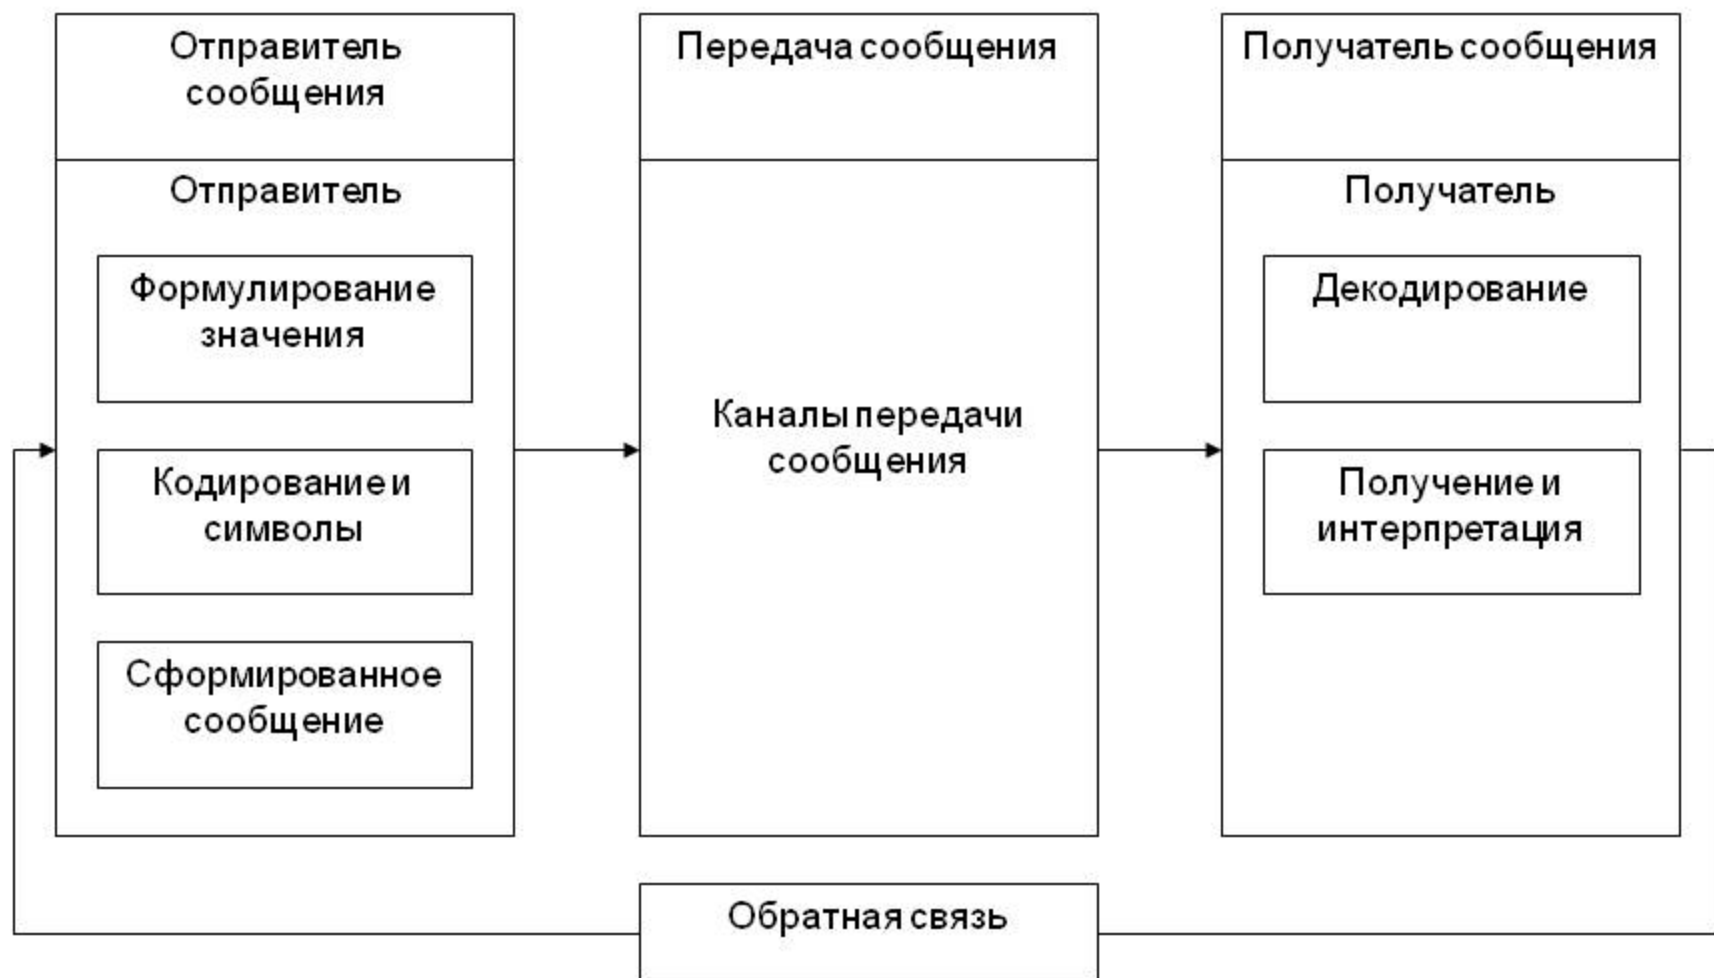 Отправитель
сообщения
Передача сообщения
Получатель сообщения
Отправитель
Формулирование
значения
Кодирование и
символы
Сформированное
сообщение
Каналы передачи
сообщения
Получатель
Декодирование
Получение и
интерпретация
Обратная связь